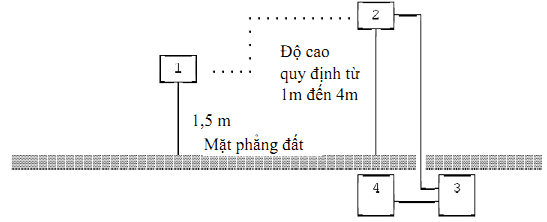 2
1
Độ cao
quy định từ
1m đến 4m
1,5 m
Mặt phẳng đất
4
3